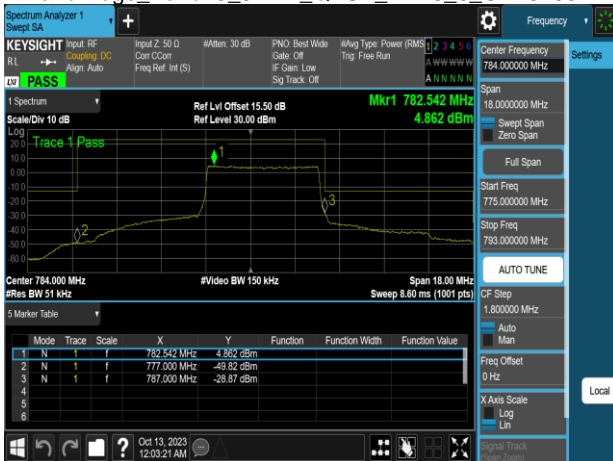 Spectrum Analyzer 1
Swept SA
Frequency
KEYSIGHT
Input: RF
Coupling: DC
Align: Auto
Input Z: 50 Ω
Corr CCorr
Freq Ref: Int (S)
#Atten: 30 dB
PNO: Best Wide
Gate: Off
IF Gain: Low
Sig Track: Off
#Avg Type: Power (RMS
Trig: Free Run
1 2 3 4 5 6
A W W W W W
A N N N N N
RL
LXI
PASS
1 Spectrum
Scale/Div 10 dB
Ref Lvl Offset 15.50 dB
Ref Level 30.00 dBm
Mkr1 782.542 MHz
4.862 dBm
Log
Trace 1 Pass
20.0
10.0
0.00
-10.0
-20.0
-30.0
-40.0
-50.0
-60.0
1
2
3
Center 784.000 MHz
#Res BW 51 kHz
#Video BW 150 kHz
Span 18.00 MHz
Sweep 8.60 ms (1001 pts)
5 Marker Table
Mode Trace Scale X Y Function Function Width Function Value
1 N 1 f 782.542 MHz 4.862 dBm
2 N 1 f 777.000 MHz -49.82 dBm
3 N 1 f 787.000 MHz -28.87 dBm
4
5
6
?
Oct 13, 2023
12:03:21 AM
Center Frequency
784.000000 MHz
Settings
Span
18.0000000 MHz
Swept Span
Zero Span
Full Span
Start Freq
775.000000 MHz
Stop Freq
793.000000 MHz
AUTO TUNE
CF Step
1.800000 MHz
Auto
Man
Freq Offset
0 Hz
Local
X Axis Scale
Log
Lin
Signal Track
(Span Zoom)